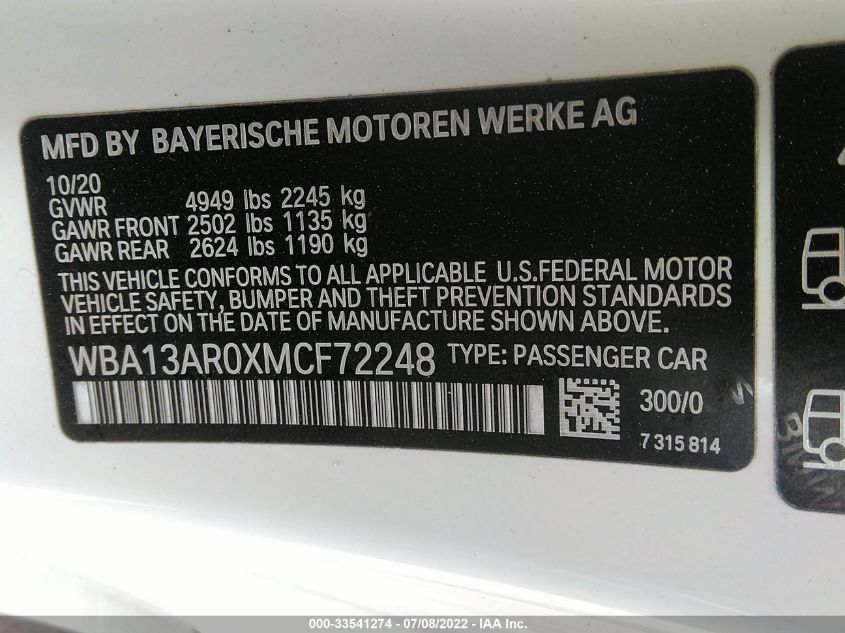 MFD BY BAYERISCHE MOTOREN WERKE AG
10/20
GVWR 4949 lbs 2245 kg
GAWR FRONT 2502 lbs 1135 kg
GAWR REAR 2624 lbs 1190 kg
THIS VEHICLE CONFORMS TO ALL APPLICABLE U.S.FEDERAL MOTOR
VEHICLE SAFETY, BUMPER AND THEFT PREVENTION STANDARDS
IN EFFECT ON THE DATE OF MANUFACTURE SHOWN ABOVE.
WBA13AR0XMCF72248 TYPE: PASSENGER CAR
300/0
7 315 814
000-33541274 - 07/08/2022 - IAA Inc.